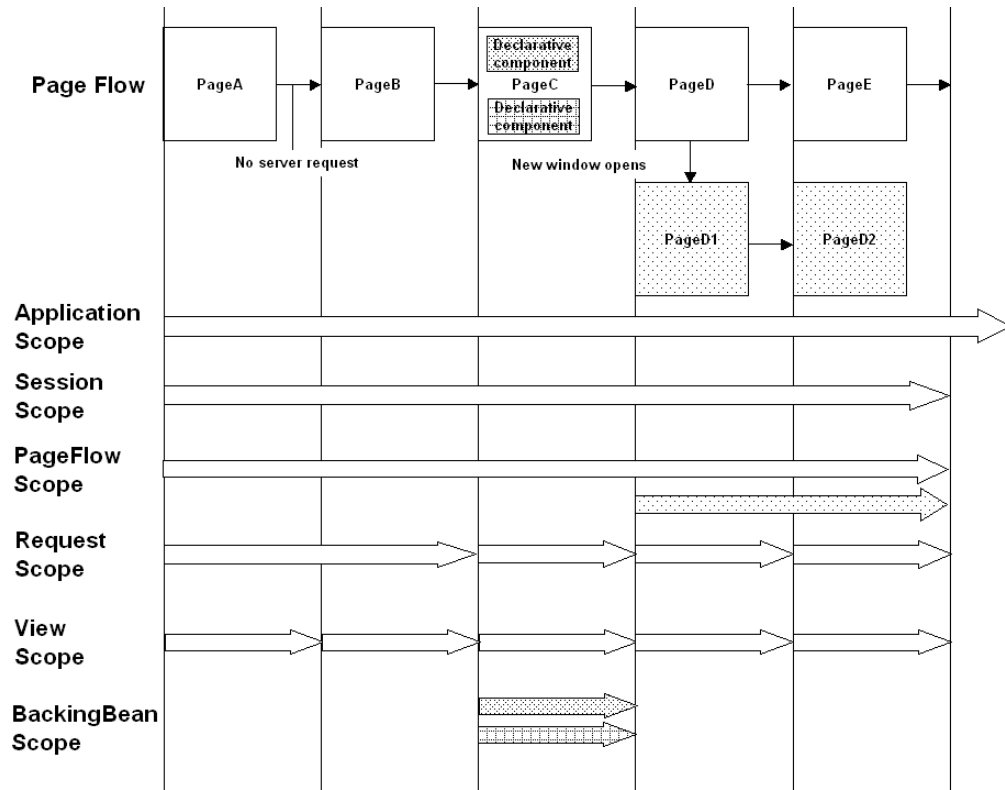 Page Flow
PageA
PageB
Declarative
component
PageC
Declarative
component
PageD
PageE
No server request
New window opens
PageD1
PageD2
Application
Scope
Session
Scope
PageFlow
Scope
Request
Scope
View
Scope
BackingBean
Scope